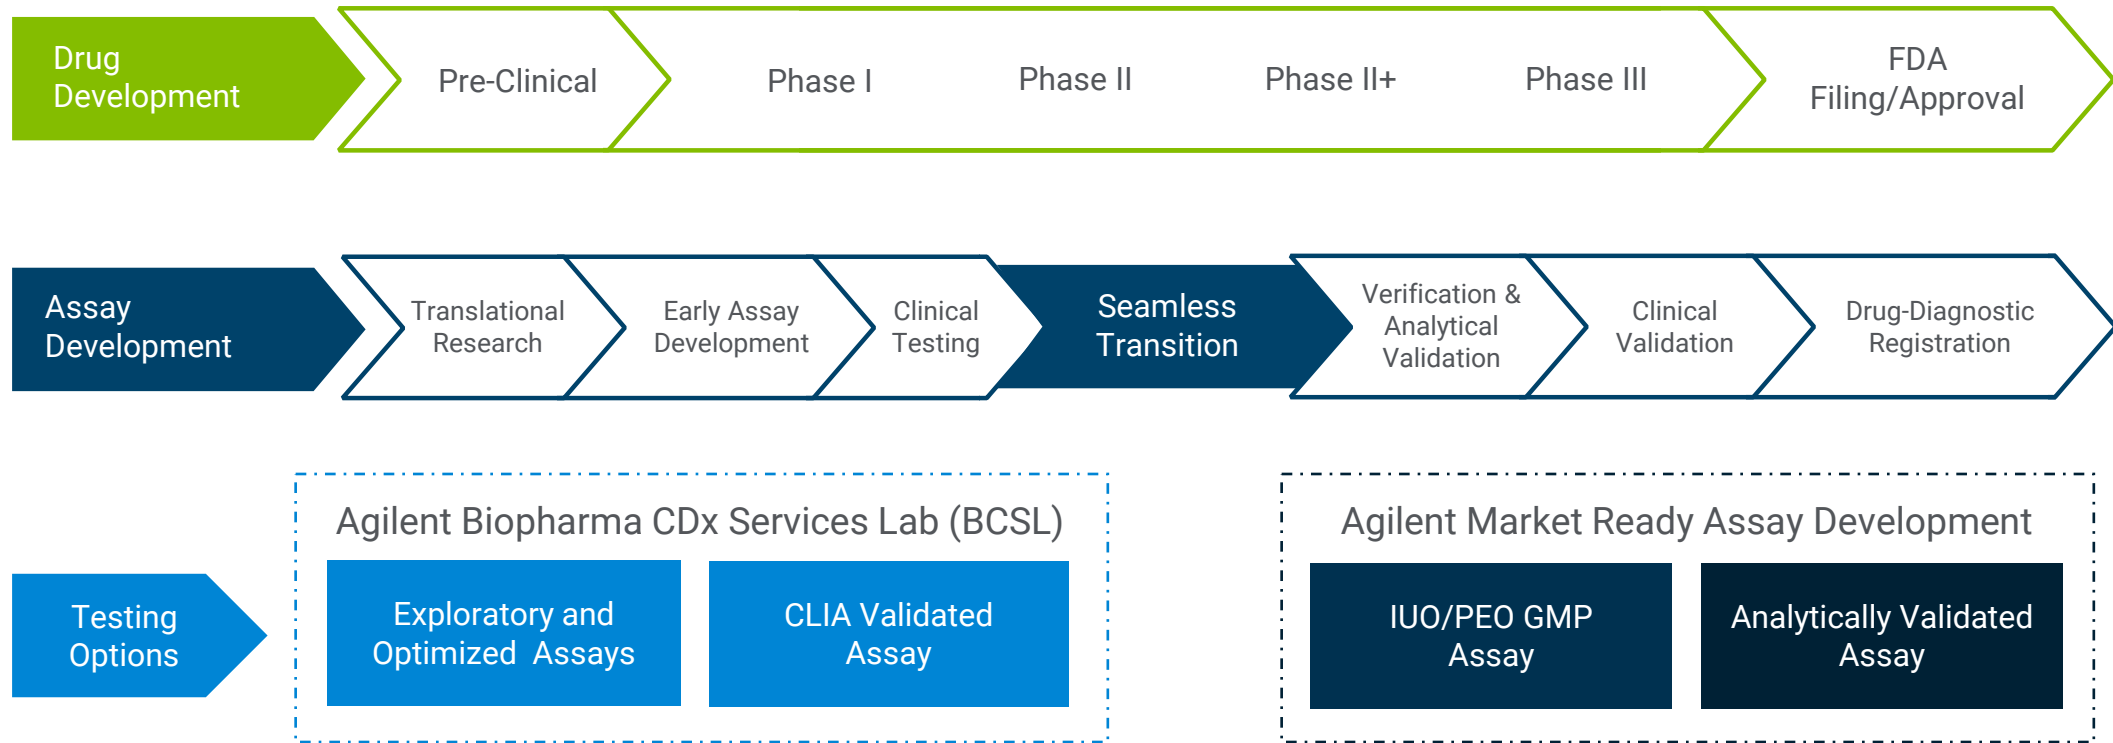 Drug
Development
Pre-Clinical
Phase I
Phase II
Phase II+
Phase III
FDA
Filing/Approval
Assay
Development
Translational
Research
Early Assay
Development
Clinical
Testing
Seamless
Transition
Verification &
Analytical
Validation
Clinical
Validation
Drug-Diagnostic
Registration
Testing
Options
Agilent Biopharma CDx Services Lab (BCSL)
Exploratory and
Optimized Assays
CLIA Validated
Assay
Agilent Market Ready Assay Development
IUO/PEO GMP
Assay
Analytically Validated
Assay